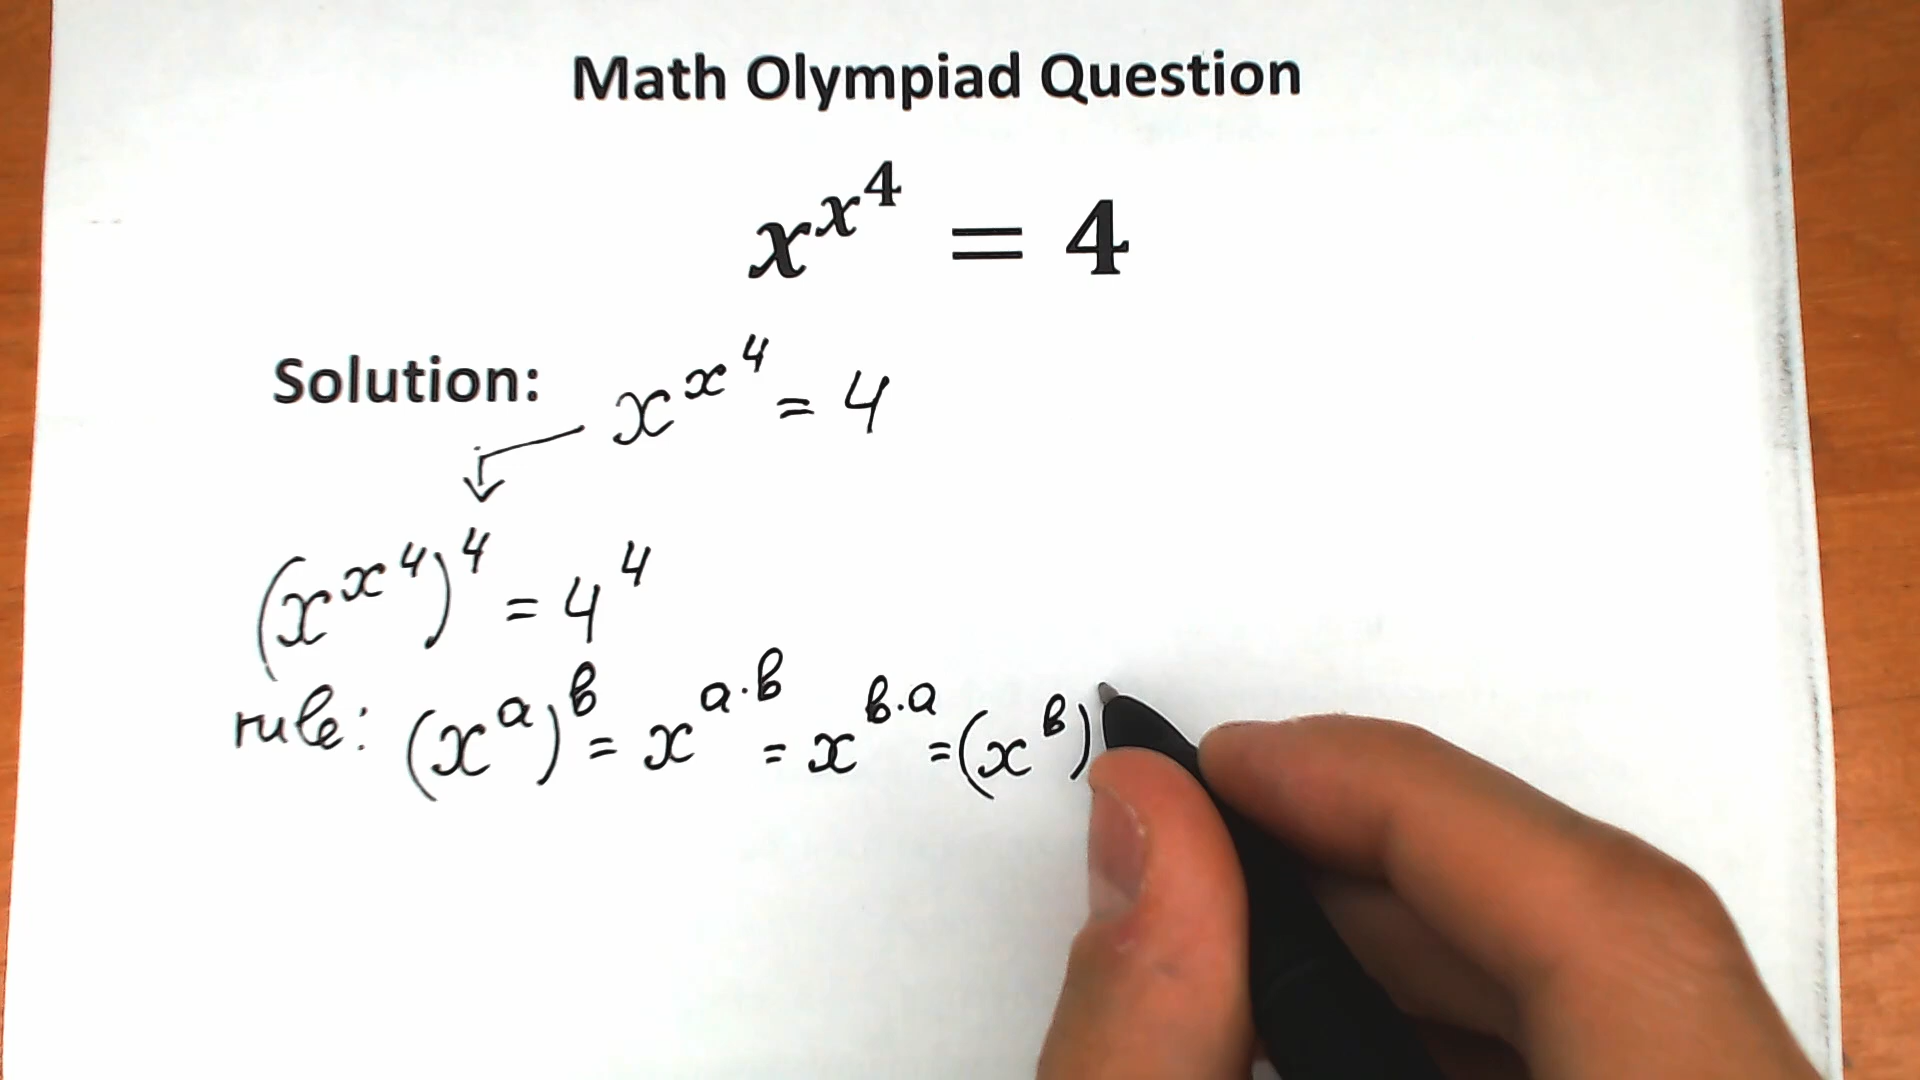 Math Olympiad Question
x^{x^4} = 4
Solution: x^{x^4} = 4
(x^{x^4})^4 = 4^4
rule: (x^a)^b = x^{a·b} = x^{b·a} = (x^b)